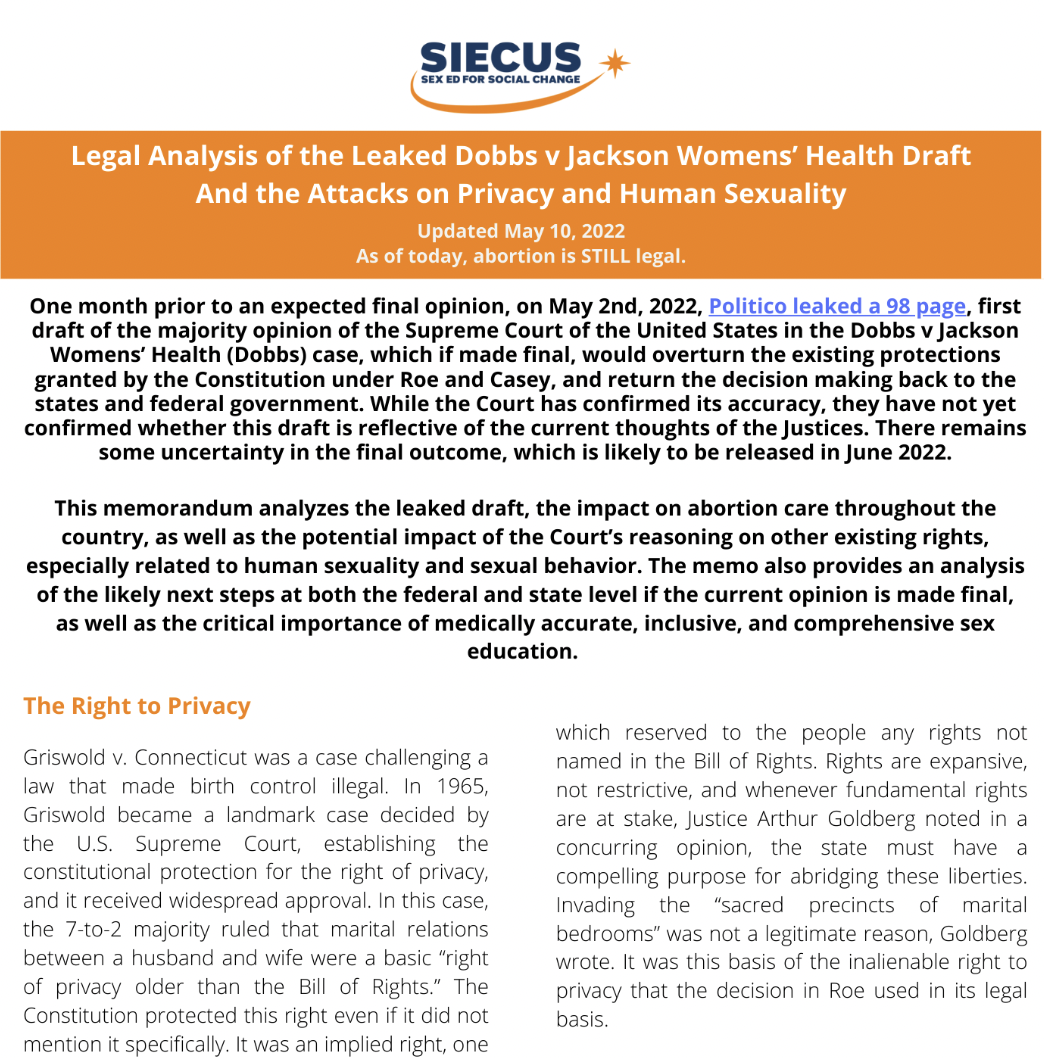 SIECUS
SEX ED FOR SOCIAL CHANGE
Legal Analysis of the Leaked Dobbs v Jackson Womens’ Health Draft
And the Attacks on Privacy and Human Sexuality
Updated May 10, 2022
As of today, abortion is STILL legal.
One month prior to an expected final opinion, on May 2nd, 2022, Politico leaked a 98 page, first
draft of the majority opinion of the Supreme Court of the United States in the Dobbs v Jackson
Womens’ Health (Dobbs) case, which if made final, would overturn the existing protections
granted by the Constitution under Roe and Casey, and return the decision making back to the
states and federal government. While the Court has confirmed its accuracy, they have not yet
confirmed whether this draft is reflective of the current thoughts of the Justices. There remains
some uncertainty in the final outcome, which is likely to be released in June 2022.
This memorandum analyzes the leaked draft, the impact on abortion care throughout the
country, as well as the potential impact of the Court’s reasoning on other existing rights,
especially related to human sexuality and sexual behavior. The memo also provides an analysis
of the likely next steps at both the federal and state level if the current opinion is made final,
as well as the critical importance of medically accurate, inclusive, and comprehensive sex
education.
The Right to Privacy
Griswold v. Connecticut was a case challenging a
law that made birth control illegal. In 1965,
Griswold became a landmark case decided by
the U.S. Supreme Court, establishing the
constitutional protection for the right of privacy,
and it received widespread approval. In this case,
the 7-to-2 majority ruled that marital relations
between a husband and wife were a basic “right
of privacy older than the Bill of Rights.” The
Constitution protected this right even if it did not
mention it specifically. It was an implied right, one
which reserved to the people any rights not
named in the Bill of Rights. Rights are expansive,
not restrictive, and whenever fundamental rights
are at stake, Justice Arthur Goldberg noted in a
concurring opinion, the state must have a
compelling purpose for abridging these liberties.
Invading the “sacred precincts of marital
bedrooms” was not a legitimate reason, Goldberg
wrote. It was this basis of the inalienable right to
privacy that the decision in Roe used in its legal
basis.